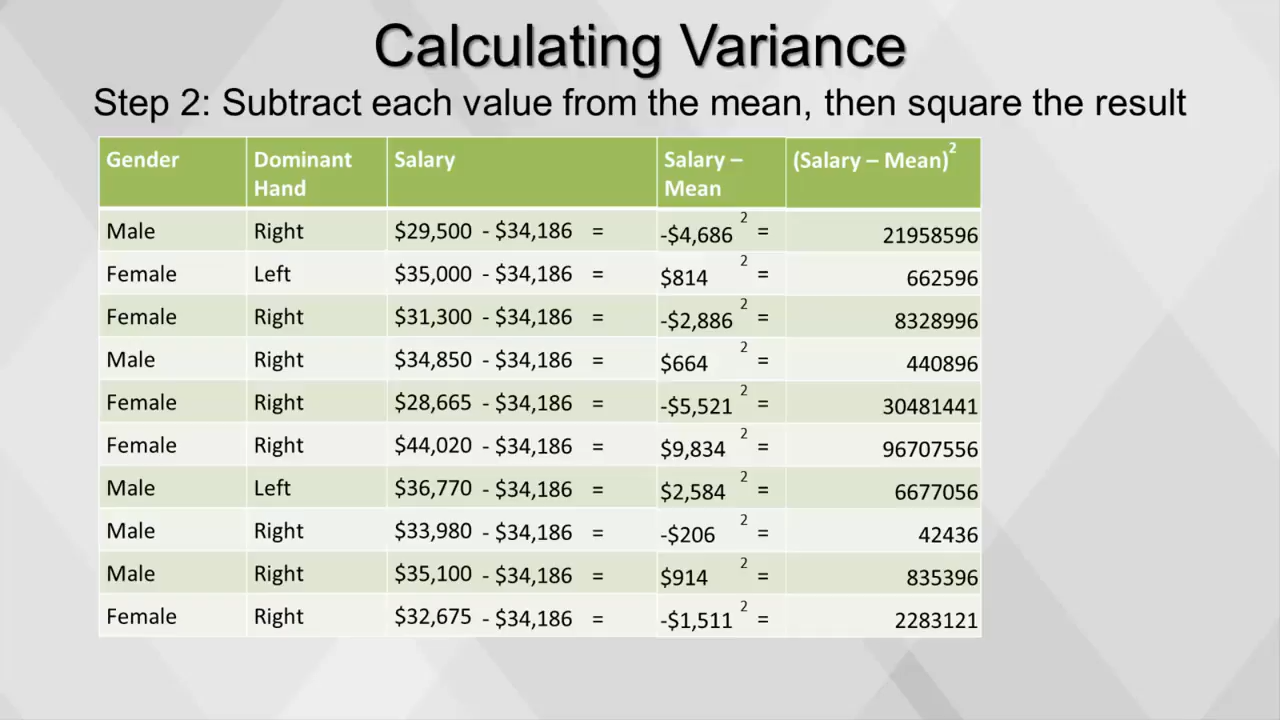 Calculating Variance
Step 2: Subtract each value from the mean, then square the result
Gender Dominant Hand Salary Salary – Mean (Salary – Mean)²
Male Right $29,500 - $34,186 = -$4,686 ² = 21958596
Female Left $35,000 - $34,186 = $814 ² = 662596
Female Right $31,300 - $34,186 = -$2,886 ² = 8328996
Male Right $34,850 - $34,186 = $664 ² = 440896
Female Right $28,665 - $34,186 = -$5,521 ² = 30481441
Female Right $44,020 - $34,186 = $9,834 ² = 96707556
Male Left $36,770 - $34,186 = $2,584 ² = 6677056
Male Right $33,980 - $34,186 = -$206 ² = 42436
Male Right $35,100 - $34,186 = $914 ² = 835396
Female Right $32,675 - $34,186 = -$1,511 ² = 2283121